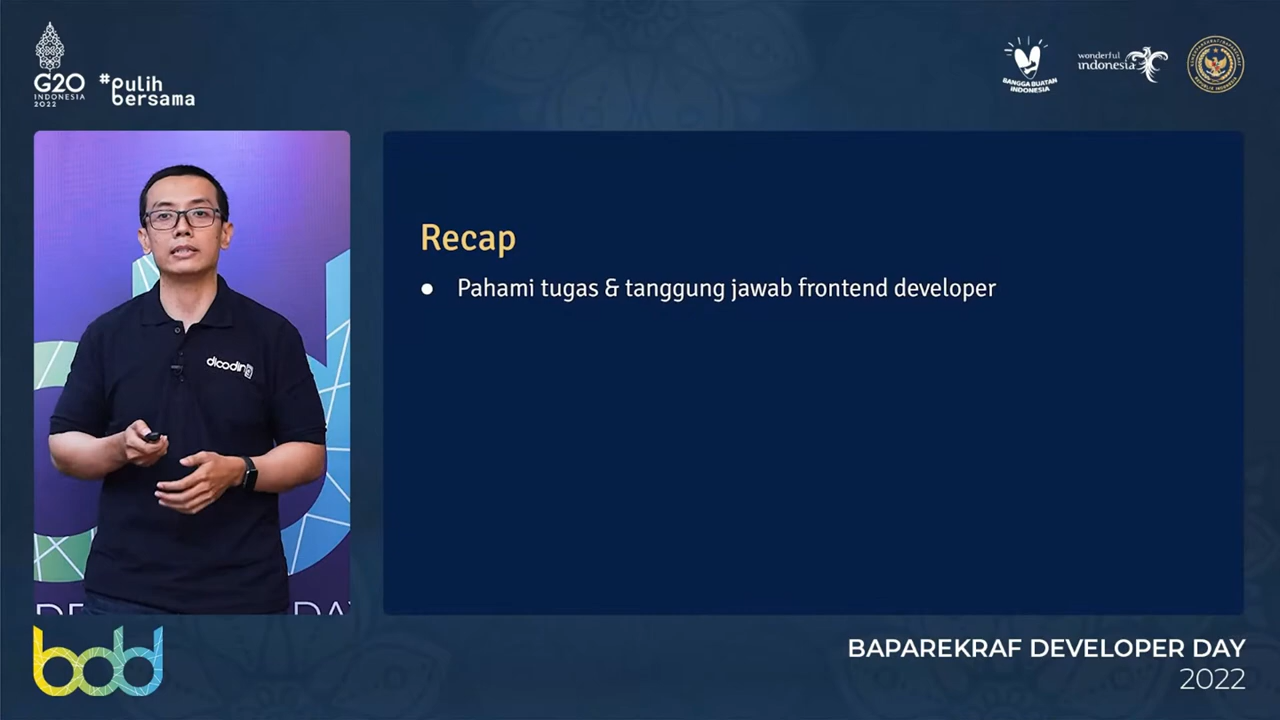 G20
INDONESIA
2022
#pulih
bersama
BANGGA BUATAN
INDONESIA
wonderful
indonesia
Recap
● Pahami tugas & tanggung jawab frontend developer
dicoding
bdd
BAPAREKRAF DEVELOPER DAY
2022